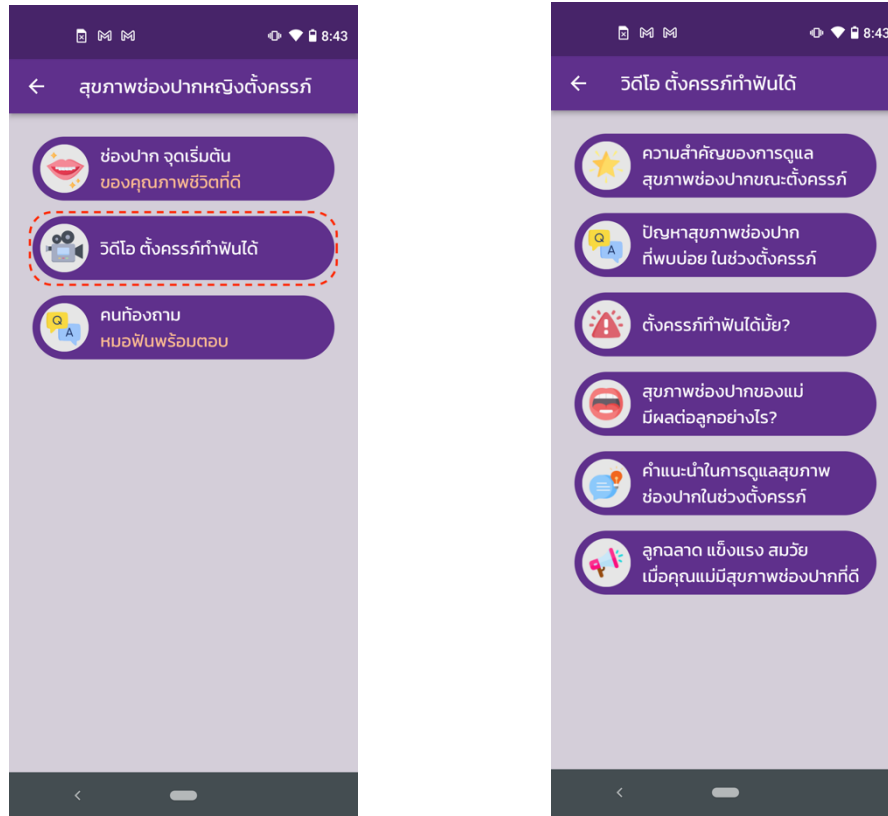 8:43
สุขภาพช่องปากหญิงตั้งครรภ์
ช่องปาก จุดเริ่มต้น
ของคุณภาพชีวิตที่ดี
วิดีโอ ตั้งครรภ์ทำฟันได้
คนท้องถาม
หมอฟันพร้อมตอบ
Q
A
8:43
วิดีโอ ตั้งครรภ์ทำฟันได้
ความสำคัญของการดูแล
สุขภาพช่องปากขณะตั้งครรภ์
Q
A
ปัญหาสุขภาพช่องปาก
ที่พบบ่อย ในช่วงตั้งครรภ์
ตั้งครรภ์ทำฟันได้มั้ย?
สุขภาพช่องปากของแม่
มีผลต่อลูกอย่างไร?
คำแนะนำในการดูแลสุขภาพ
ช่องปากในช่วงตั้งครรภ์
ลูกฉลาด แข็งแรง สมวัย
เมื่อคุณแม่มีสุขภาพช่องปากที่ดี